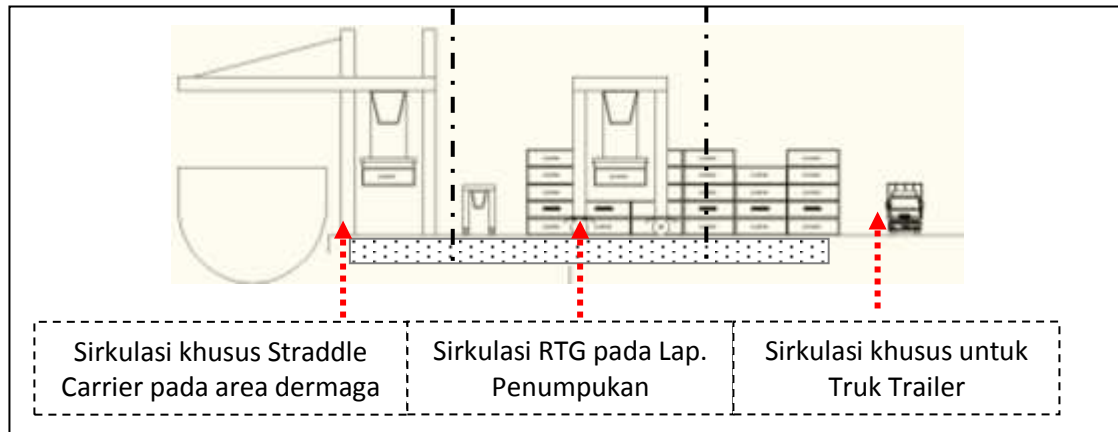 Sirkulasi khusus Straddle
Carrier pada area dermaga
Sirkulasi RTG pada Lap.
Penumpukan
Sirkulasi khusus untuk
Truk Trailer